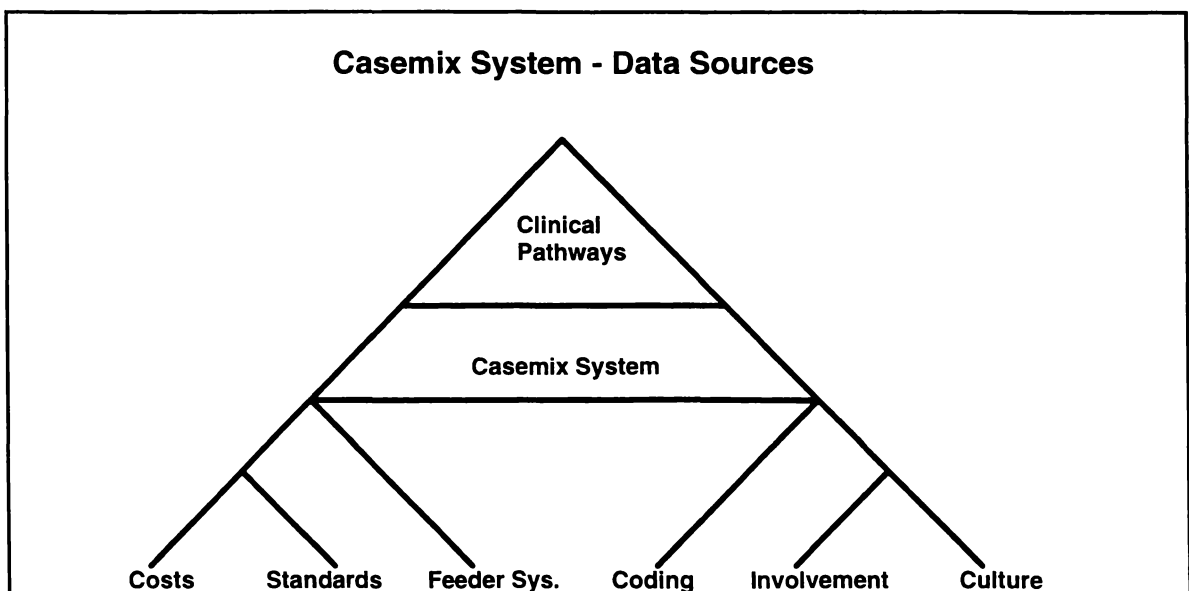 Casemix System - Data Sources
Clinical
Pathways
Casemix System
Costs Standards Feeder Sys. Coding Involvement Culture